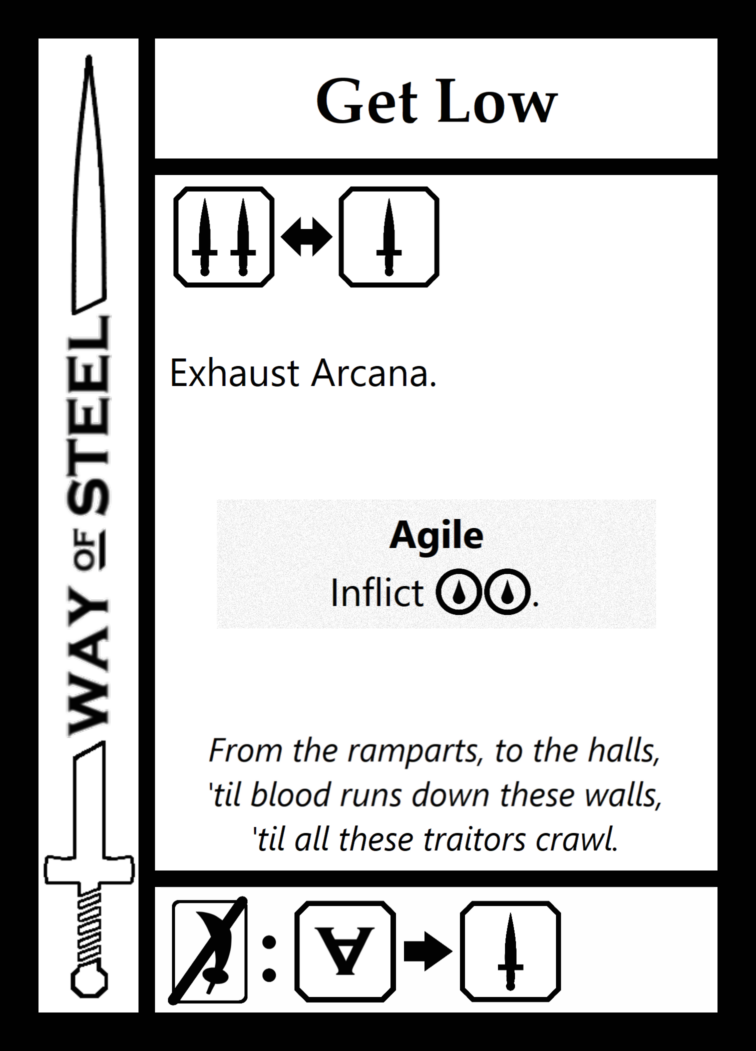 Get Low
Exhaust Arcana.
Agile
Inflict .
From the ramparts, to the halls,
'til blood runs down these walls,
'til all these traitors crawl.
:
∀
WAY OF STEEL